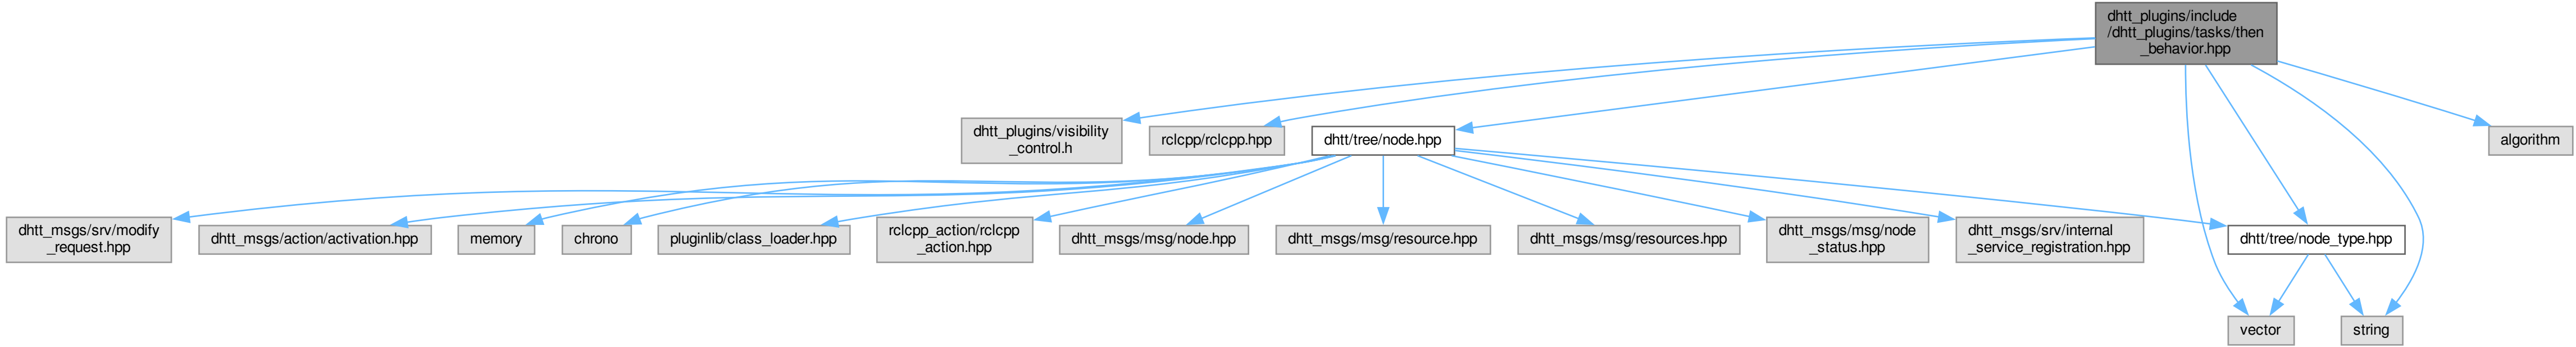 dhtt_plugins/include
/dhtt_plugins/tasks/then
_behavior.hpp
dhtt_plugins/visibility
_control.h
rclcpp/rclcpp.hpp
dhtt/tree/node.hpp
algorithm
dhtt_msgs/srv/modify
_request.hpp
dhtt_msgs/action/activation.hpp
memory
chrono
pluginlib/class_loader.hpp
rclcpp_action/rclcpp
_action.hpp
dhtt_msgs/msg/node.hpp
dhtt_msgs/msg/resource.hpp
dhtt_msgs/msg/resources.hpp
dhtt_msgs/msg/node
_status.hpp
dhtt_msgs/srv/internal
_service_registration.hpp
dhtt/tree/node_type.hpp
vector
string